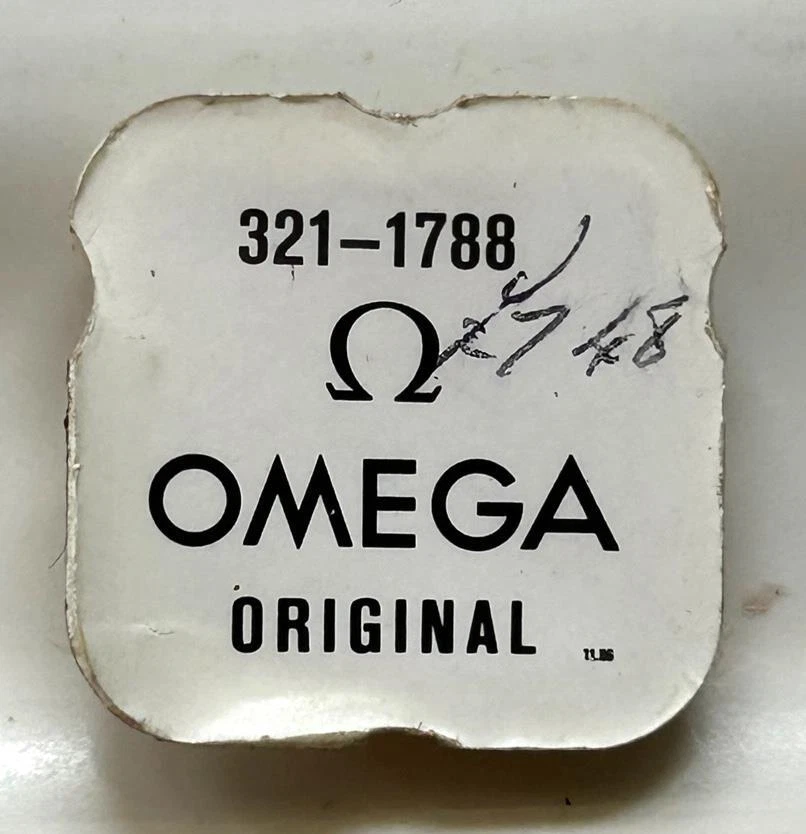 321-1788
Ω
OMEGA
ORIGINAL